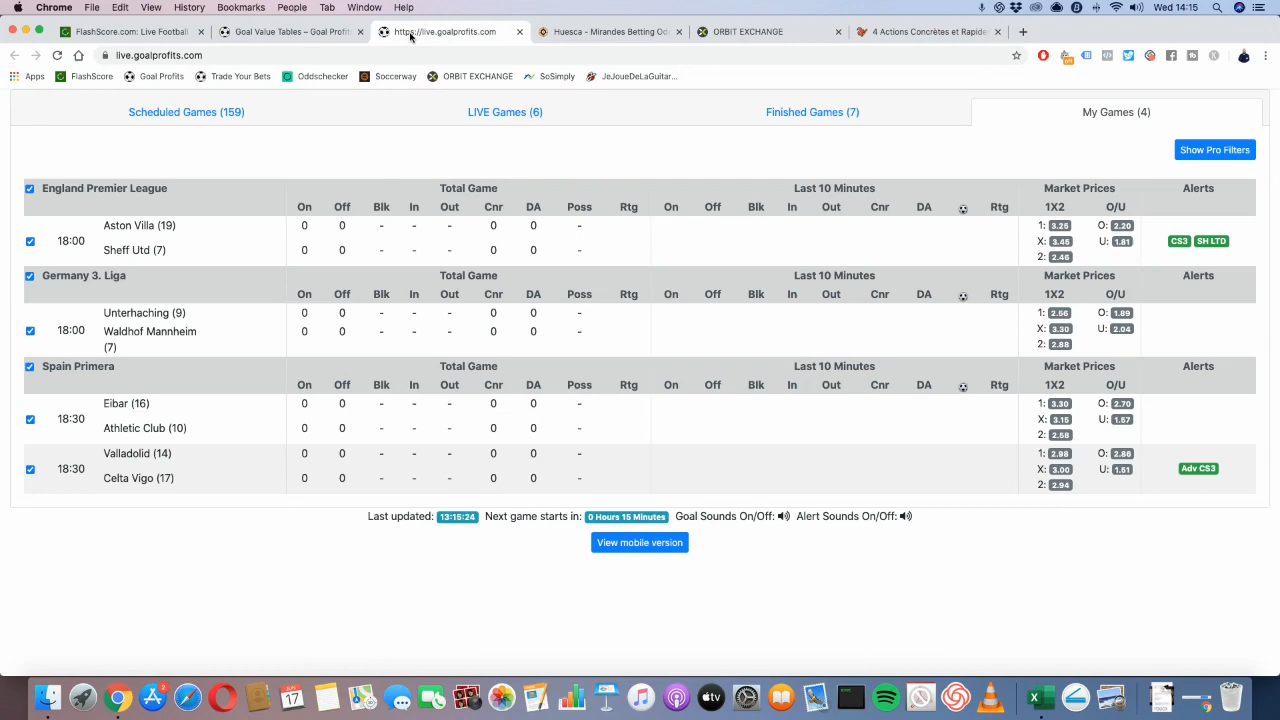 Chrome File Edit View History Bookmarks People Tab Window Help Wed 14:15
FlashScore.com: Live Football Goal Value Tables – Goal Profit https://live.goalprofits.com Huesca - Mirandes Betting Od ORBIT EXCHANGE 4 Actions Concrètes et Rapide
live.goalprofits.com
Apps FlashScore Goal Profits Trade Your Bets Oddschecker Soccerway ORBIT EXCHANGE SoSimply JeJoueDeLaGuitar...
Scheduled Games (159) LIVE Games (6) Finished Games (7) My Games (4)
Show Pro Filters
England Premier League Total Game Last 10 Minutes Market Prices Alerts
On Off Blk In Out Cnr DA Poss Rtg On Off Blk In Out Cnr DA Rtg 1X2 O/U
Aston Villa (19) 0 0 - - - 0 0 - 1: 3.25 O: 2.20
18:00 X: 3.45 U: 1.81 CS3 SH LTD
Sheff Utd (7) 0 0 - - - 0 0 - 2: 2.46
Germany 3. Liga Total Game Last 10 Minutes Market Prices Alerts
On Off Blk In Out Cnr DA Poss Rtg On Off Blk In Out Cnr DA Rtg 1X2 O/U
Unterhaching (9) 0 0 - - - 0 0 - 1: 2.56 O: 1.89
18:00 Waldhof Mannheim 0 0 - - - 0 0 - X: 3.30 U: 2.04
(7) 2: 2.88
Spain Primera Total Game Last 10 Minutes Market Prices Alerts
On Off Blk In Out Cnr DA Poss Rtg On Off Blk In Out Cnr DA Rtg 1X2 O/U
Eibar (16) 0 0 - - - 0 0 - 1: 3.30 O: 2.70
18:30 X: 3.15 U: 1.57
Athletic Club (10) 0 0 - - - 0 0 - 2: 2.58
Valladolid (14) 0 0 - - - 0 0 - 1: 2.98 O: 2.86
18:30 X: 3.00 U: 1.51 Adv CS3
Celta Vigo (17) 0 0 - - - 0 0 - 2: 2.94
Last updated: 13:15:24 Next game starts in: 0 Hours 15 Minutes Goal Sounds On/Off: Alert Sounds On/Off:
View mobile version
2 17 tv